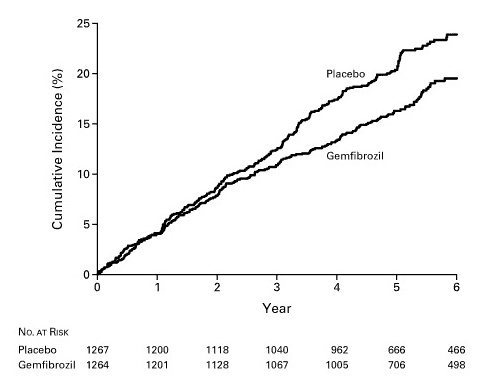 25
20
15
10
5
0
Cumulative Incidence (%)
Placebo
Gemfibrozil
0 1 2 3 4 5 6
Year
No. at Risk
Placebo 1267 1200 1118 1040 962 666 466
Gemfibrozil 1264 1201 1128 1067 1005 706 498